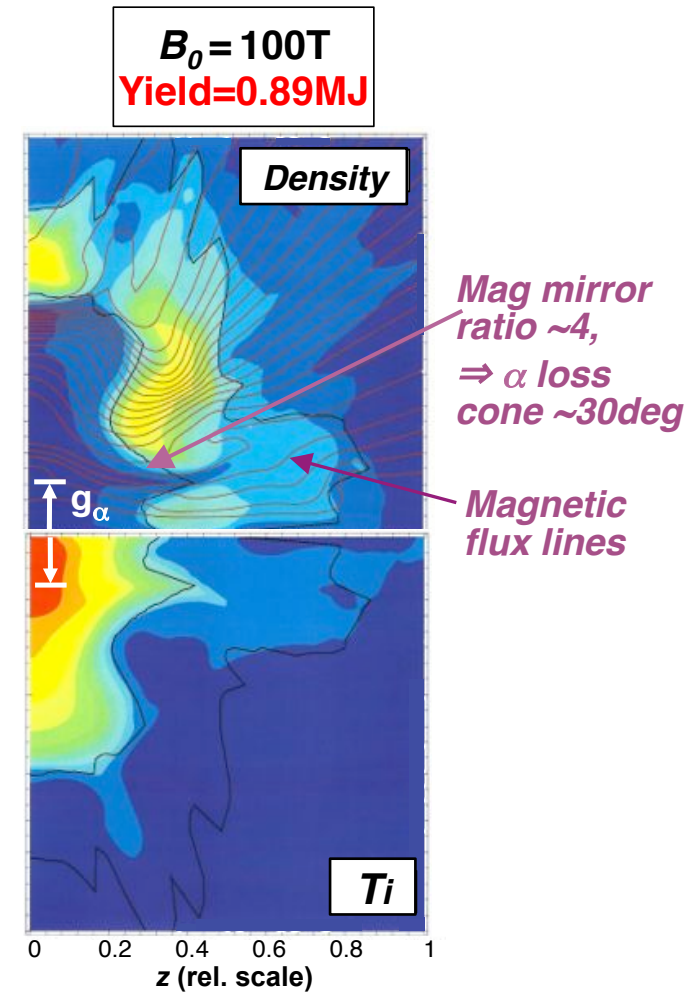 B₀ = 100T
Yield=0.89MJ
Density
Mag mirror
ratio ~4,
⇒ α loss
cone ~30deg
gα
Magnetic
flux lines
Ti
0 0.2 0.4 0.6 0.8 1
z (rel. scale)